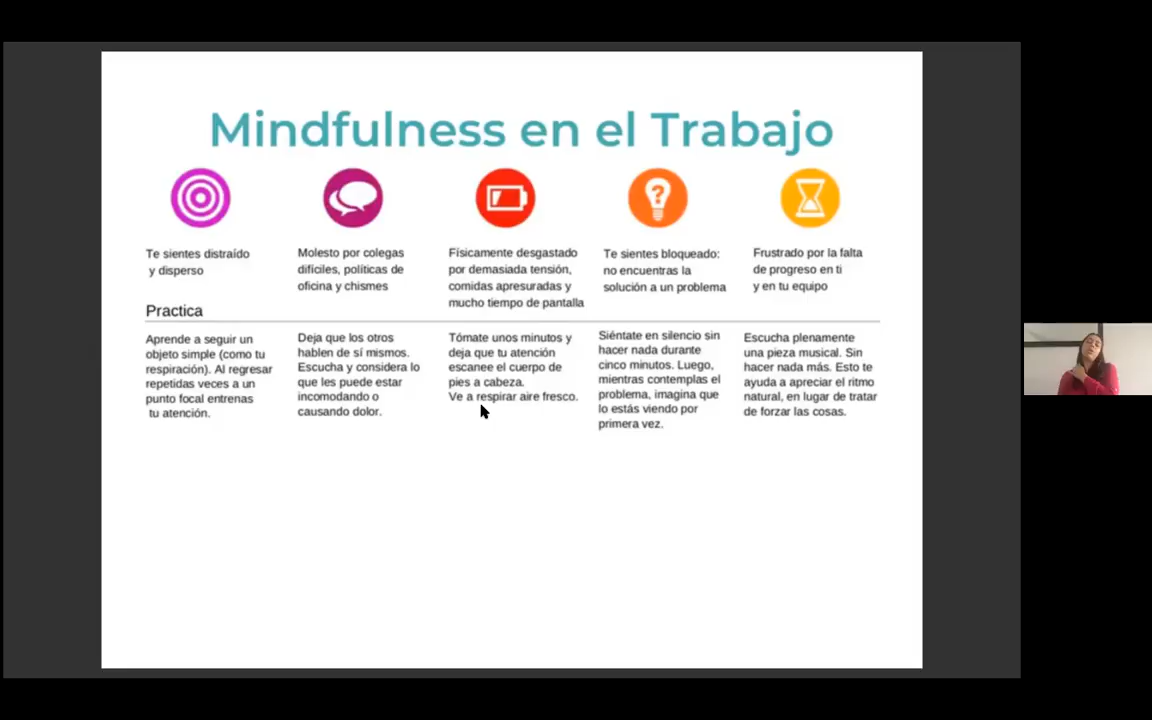 Mindfulness en el Trabajo
Te sientes distraído
y disperso
Molesto por colegas
difíciles, políticas de
oficina y chismes
Físicamente desgastado
por demasiada tensión,
comidas apresuradas y
mucho tiempo de pantalla
Te sientes bloqueado:
no encuentras la
solución a un problema
Frustrado por la falta
de progreso en ti
y en tu equipo
Practica
Aprende a seguir un
objeto simple (como tu
respiración). Al regresar
repetidas veces a un
punto focal entrenas
tu atención.
Deja que los otros
hablen de sí mismos.
Escucha y considera lo
que les puede estar
incomodando o
causando dolor.
Tómate unos minutos y
deja que tu atención
escanee el cuerpo de
pies a cabeza.
Ve a respirar aire fresco.
Siéntate en silencio sin
hacer nada durante
cinco minutos. Luego,
mientras contemplas el
problema, imagina que
lo estás viendo por
primera vez.
Escucha plenamente
una pieza musical. Sin
hacer nada más. Esto te
ayuda a apreciar el ritmo
natural, en lugar de tratar
de forzar las cosas.